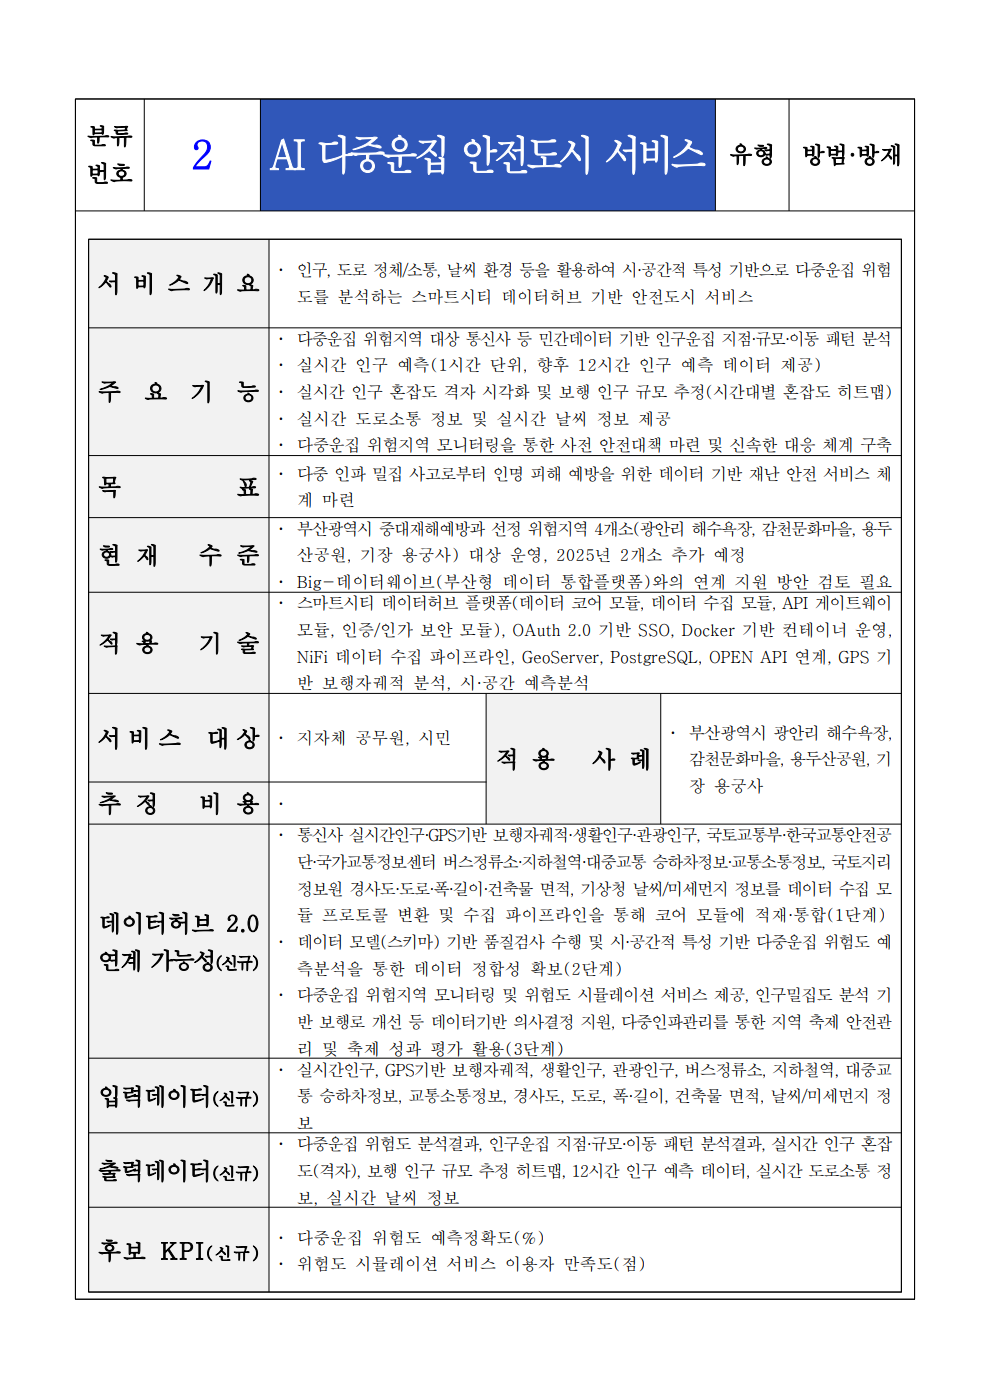 분류
번호
2
AI 다중운집 안전도시 서비스
유형
방범·방재
서비스개요
· 인구, 도로 정체/소통, 날씨 환경 등을 활용하여 시·공간적 특성 기반으로 다중운집 위험
도를 분석하는 스마트시티 데이터허브 기반 안전도시 서비스
주요기능
· 다중운집 위험지역 대상 통신사 등 민간데이터 기반 인구운집 지점·규모·이동 패턴 분석
· 실시간 인구 예측(1시간 단위, 향후 12시간 인구 예측 데이터 제공)
· 실시간 인구 혼잡도 격자 시각화 및 보행 인구 규모 추정(시간대별 혼잡도 히트맵)
· 실시간 도로소통 정보 및 실시간 날씨 정보 제공
· 다중운집 위험지역 모니터링을 통한 사전 안전대책 마련 및 신속한 대응 체계 구축
목표
· 다중 인파 밀집 사고로부터 인명 피해 예방을 위한 데이터 기반 재난 안전 서비스 체
계 마련
현재 수준
· 부산광역시 중대재해예방과 선정 위험지역 4개소(광안리 해수욕장, 감천문화마을, 용두
산공원, 기장 용궁사) 대상 운영, 2025년 2개소 추가 예정
· Big-데이터웨이브(부산형 데이터 통합플랫폼)와의 연계 지원 방안 검토 필요
적용 기술
· 스마트시티 데이터허브 플랫폼(데이터 코어 모듈, 데이터 수집 모듈, API 게이트웨이
모듈, 인증/인가 보안 모듈), OAuth 2.0 기반 SSO, Docker 기반 컨테이너 운영,
NiFi 데이터 수집 파이프라인, GeoServer, PostgreSQL, OPEN API 연계, GPS 기
반 보행자궤적 분석, 시·공간 예측분석
서비스 대상
· 지자체 공무원, 시민
적용 사례
· 부산광역시 광안리 해수욕장,
감천문화마을, 용두산공원, 기
장 용궁사
추정 비용
·
데이터허브 2.0
연계 가능성(신규)
· 통신사 실시간인구·GPS기반 보행자궤적·생활인구·관광인구, 국토교통부·한국교통안전공
단·국가교통정보센터 버스정류소·지하철역·대중교통 승하차정보·교통소통정보, 국토지리
정보원 경사도·도로·폭·길이·건축물 면적, 기상청 날씨/미세먼지 정보를 데이터 수집 모
듈 프로토콜 변환 및 수집 파이프라인을 통해 코어 모듈에 적재·통합(1단계)
· 데이터 모델(스키마) 기반 품질검사 수행 및 시·공간적 특성 기반 다중운집 위험도 예
측분석을 통한 데이터 정합성 확보(2단계)
· 다중운집 위험지역 모니터링 및 위험도 시뮬레이션 서비스 제공, 인구밀집도 분석 기
반 보행로 개선 등 데이터기반 의사결정 지원, 다중인파관리를 통한 지역 축제 안전관
리 및 축제 성과 평가 활용(3단계)
입력데이터(신규)
· 실시간인구, GPS기반 보행자궤적, 생활인구, 관광인구, 버스정류소, 지하철역, 대중교
통 승하차정보, 교통소통정보, 경사도, 도로, 폭·길이, 건축물 면적, 날씨/미세먼지 정
보
출력데이터(신규)
· 다중운집 위험도 분석결과, 인구운집 지점·규모·이동 패턴 분석결과, 실시간 인구 혼잡
도(격자), 보행 인구 규모 추정 히트맵, 12시간 인구 예측 데이터, 실시간 도로소통 정
보, 실시간 날씨 정보
후보 KPI(신규)
· 다중운집 위험도 예측정확도(%)
· 위험도 시뮬레이션 서비스 이용자 만족도(점)